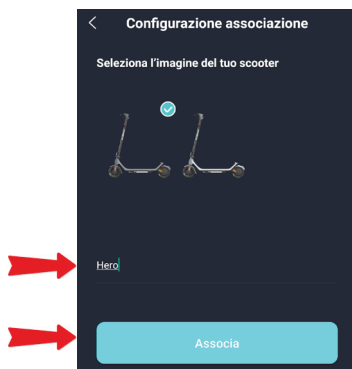 Configurazione associazione
Seleziona l'imagine del tuo scooter
Hero
Associa